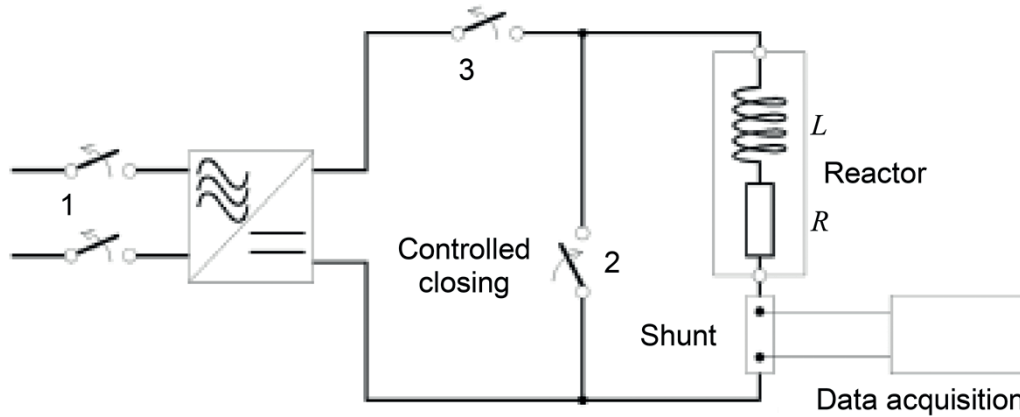 3
1
L
Reactor
R
Controlled
closing
2
Shunt
Data acquisition